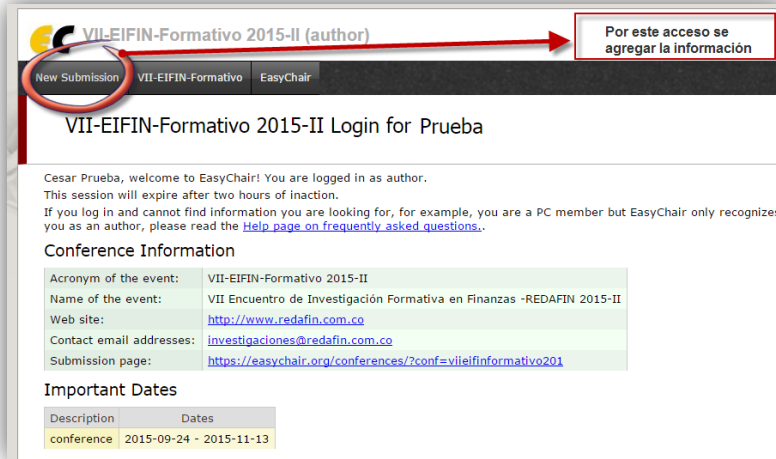 VII-EIFIN-Formativo 2015-II (author)
Por este acceso se
agregar la información
New Submission VII-EIFIN-Formativo EasyChair
VII-EIFIN-Formativo 2015-II Login for Prueba
Cesar Prueba, welcome to EasyChair! You are logged in as author.
This session will expire after two hours of inaction.
If you log in and cannot find information you are looking for, for example, you are a PC member but EasyChair only recognizes
you as an author, please read the Help page on frequently asked questions..
Conference Information
Acronym of the event: VII-EIFIN-Formativo 2015-II
Name of the event: VII Encuentro de Investigación Formativa en Finanzas -REDAFIN 2015-II
Web site: http://www.redafin.com.co
Contact email addresses: investigaciones@redafin.com.co
Submission page: https://easychair.org/conferences/?conf=viieifinformativo201
Important Dates
Description Dates
conference 2015-09-24 - 2015-11-13